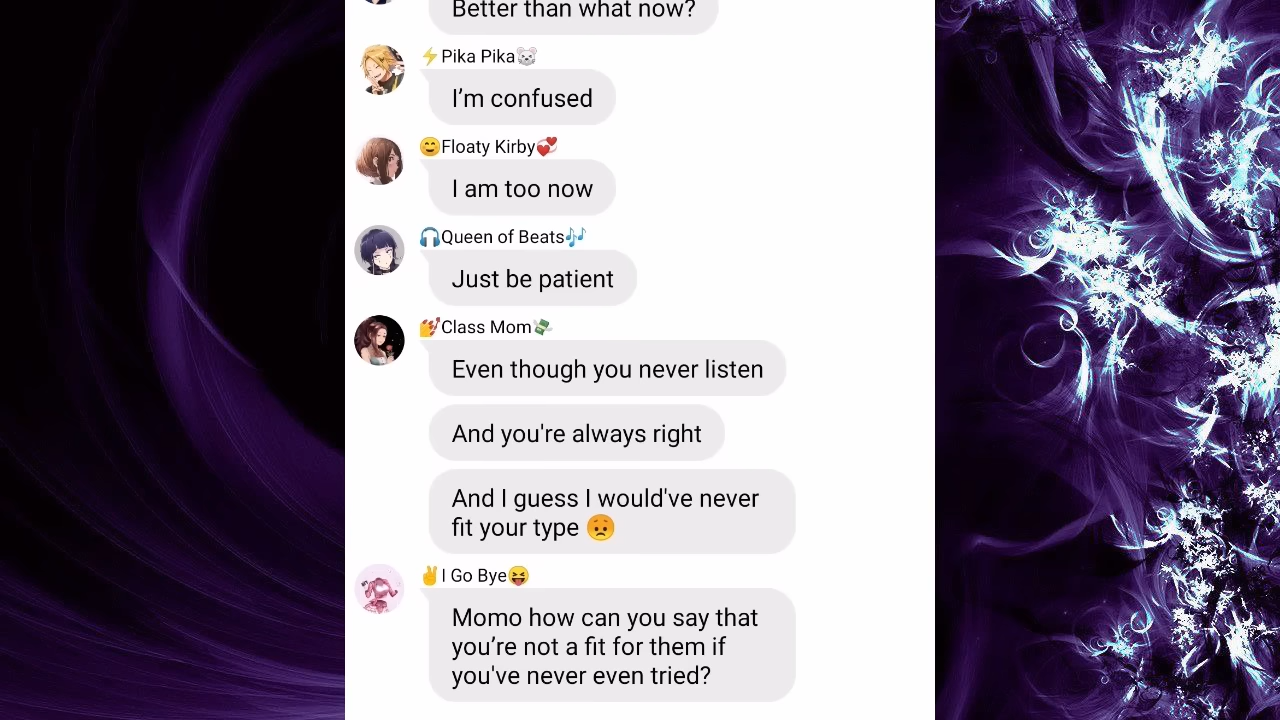 Better than what now?
⚡Pika Pika🐭
I’m confused
😊Floaty Kirby💞
I am too now
🎧Queen of Beats🎶
Just be patient
💅Class Mom💸
Even though you never listen
And you're always right
And I guess I would've never
fit your type 😟
✌I Go Bye😝
Momo how can you say that
you’re not a fit for them if
you've never even tried?